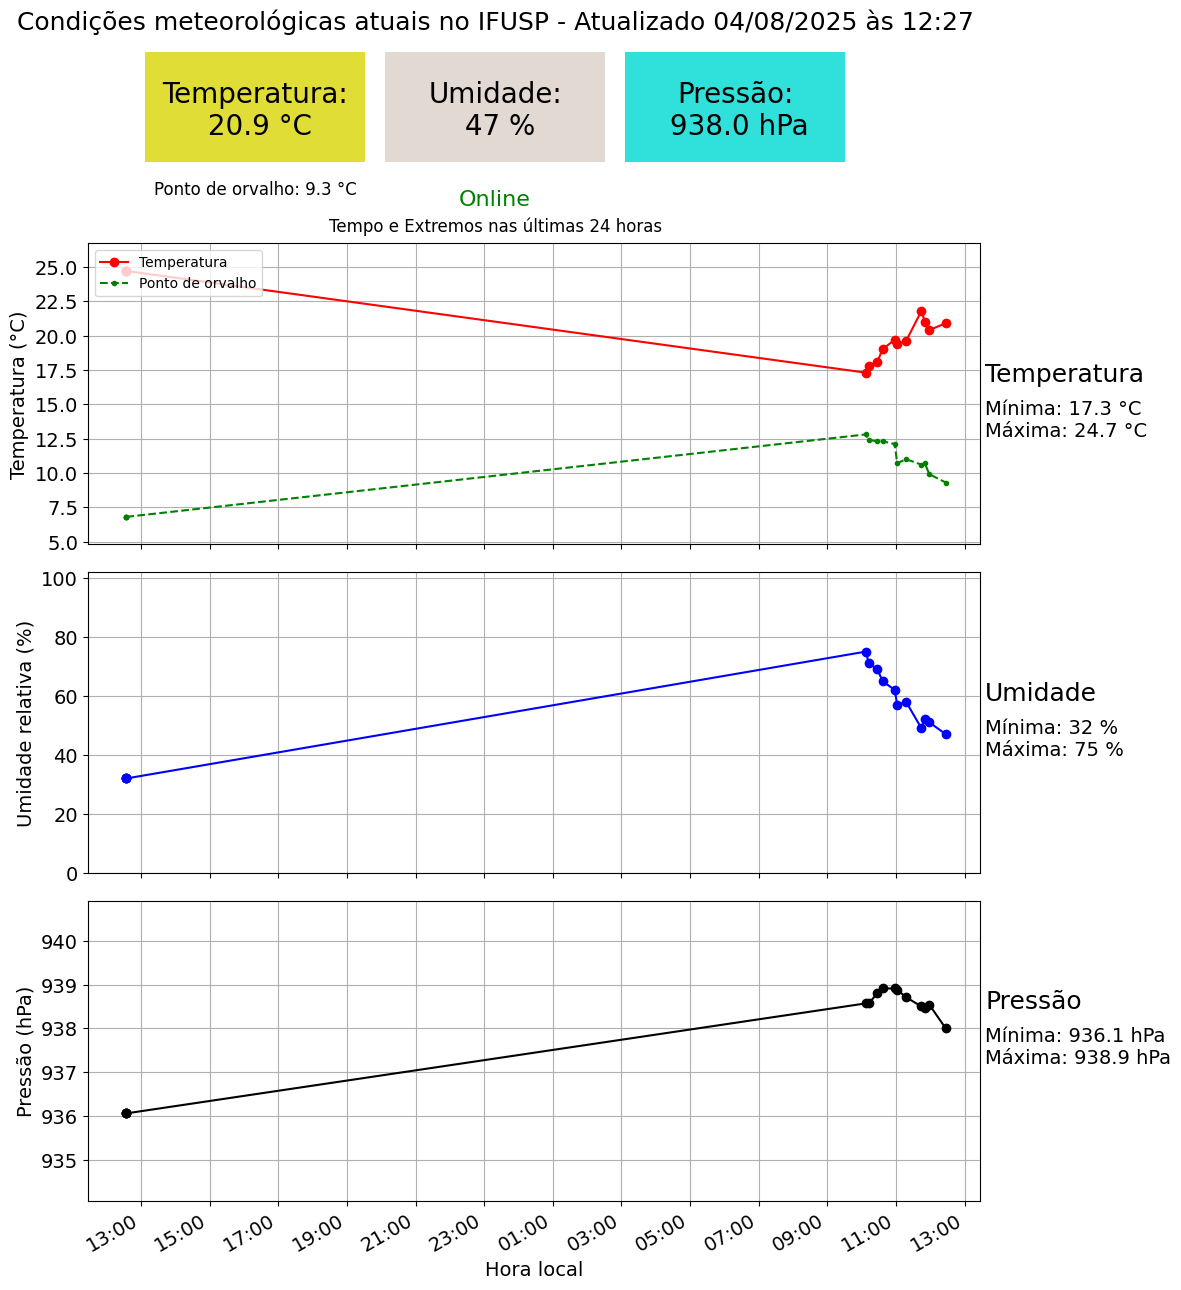 Condições meteorológicas atuais no IFUSP - Atualizado 04/08/2025 às 12:27
Temperatura:
20.9 °C
Umidade:
47 %
Pressão:
938.0 hPa
Ponto de orvalho: 9.3 °C
Online
Tempo e Extremos nas últimas 24 horas
Temperatura (°C)
25.0
22.5
20.0
17.5
15.0
12.5
10.0
7.5
5.0
Temperatura
Ponto de orvalho
Temperatura
Mínima: 17.3 °C
Máxima: 24.7 °C
Umidade relativa (%)
100
80
60
40
20
0
Umidade
Mínima: 32 %
Máxima: 75 %
Pressão (hPa)
940
939
938
937
936
935
Pressão
Mínima: 936.1 hPa
Máxima: 938.9 hPa
13:00
15:00
17:00
19:00
21:00
23:00
01:00
03:00
05:00
07:00
09:00
11:00
13:00
Hora local